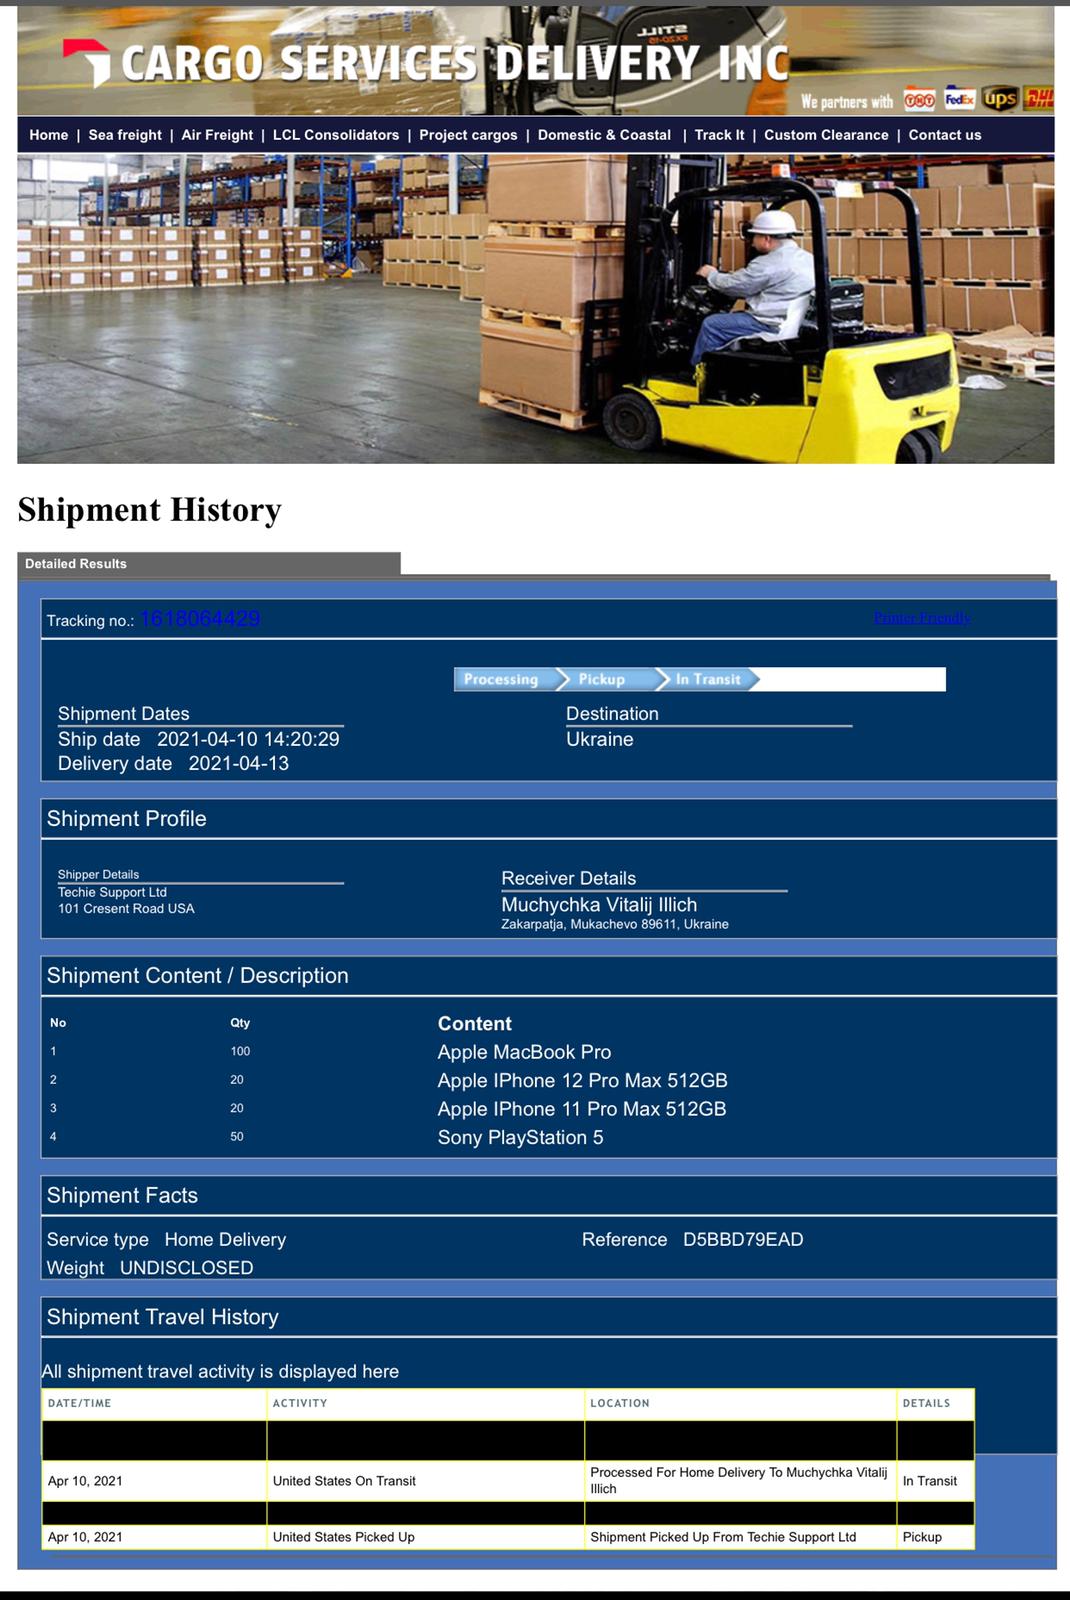 CARGO SERVICES DELIVERY INC
STILL
We partners with TNT FedEx ups DHL
Home | Sea freight | Air Freight | LCL Consolidators | Project cargos | Domestic & Coastal | Track It | Custom Clearance | Contact us
Shipment History
Detailed Results
Tracking no.: 1618064429 Printer Friendly
Processing Pickup In Transit
Shipment Dates Destination
Ship date 2021-04-10 14:20:29 Ukraine
Delivery date 2021-04-13
Shipment Profile
Shipper Details Receiver Details
Techie Support Ltd Muchychka Vitalij Illich
101 Cresent Road USA Zakarpatja, Mukachevo 89611, Ukraine
Shipment Content / Description
No Qty Content
1 100 Apple MacBook Pro
2 20 Apple IPhone 12 Pro Max 512GB
3 20 Apple IPhone 11 Pro Max 512GB
4 50 Sony PlayStation 5
Shipment Facts
Service type Home Delivery Reference D5BBD79EAD
Weight UNDISCLOSED
Shipment Travel History
All shipment travel activity is displayed here
DATE/TIME ACTIVITY LOCATION DETAILS
Apr 10, 2021 United States On Transit Processed For Home Delivery To Muchychka Vitalij
Illich In Transit
Apr 10, 2021 United States Picked Up Shipment Picked Up From Techie Support Ltd Pickup